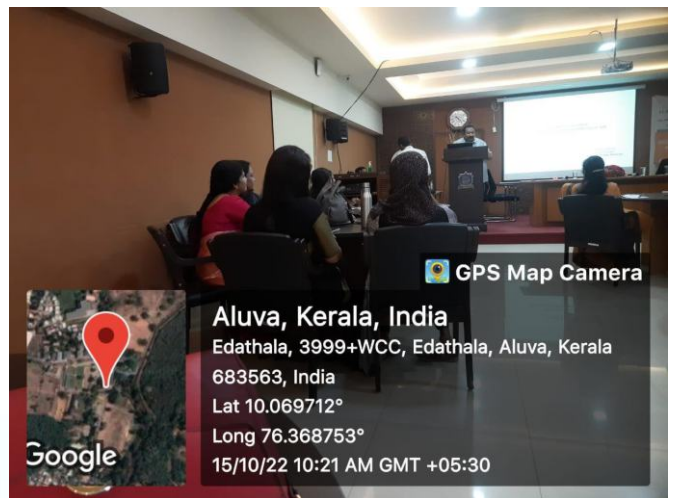 GPS Map Camera
Aluva, Kerala, India
Edathala, 3999+WCC, Edathala, Aluva, Kerala
683563, India
Lat 10.069712°
Long 76.368753°
15/10/22 10:21 AM GMT +05:30
Google